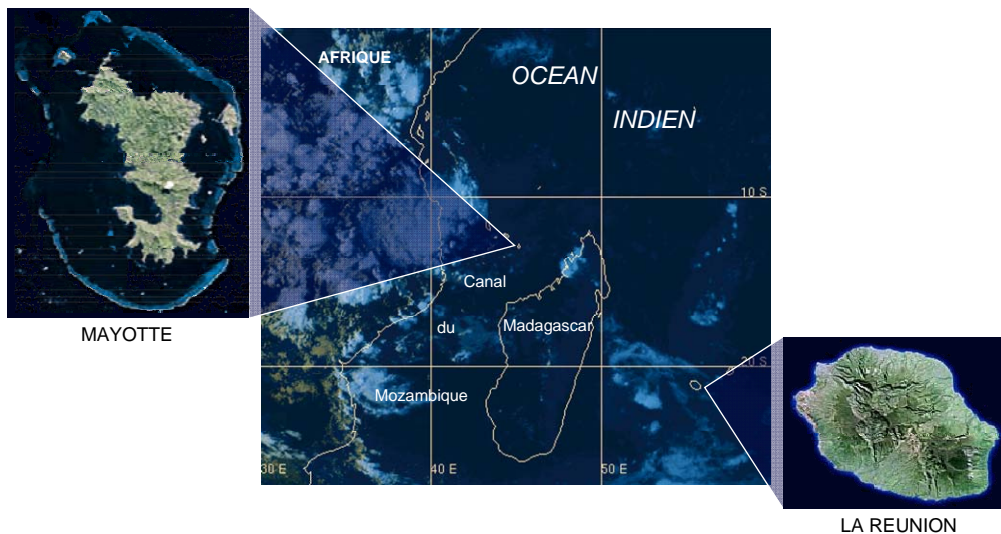 AFRIQUE
OCEAN
INDIEN
10 S
Canal
du
Madagascar
Mozambique
20 S
30 E
40 E
50 E
MAYOTTE
LA REUNION